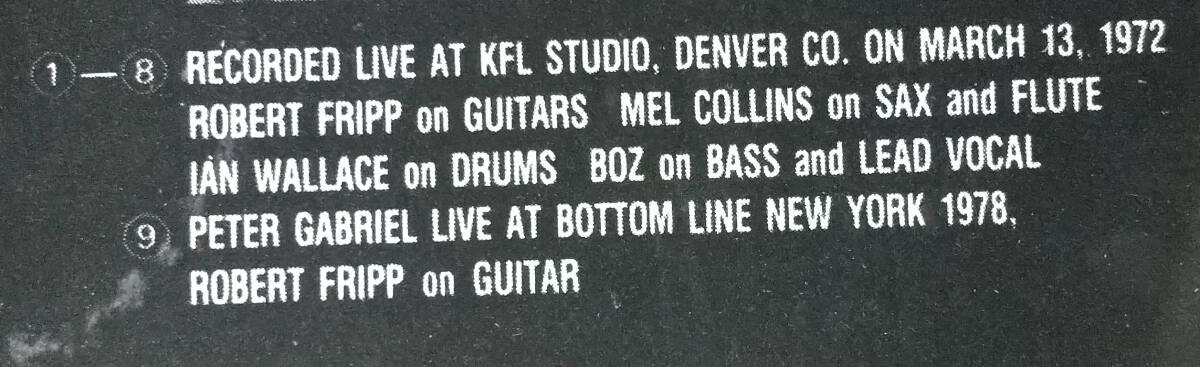 ①—⑧ RECORDED LIVE AT KFL STUDIO, DENVER CO. ON MARCH 13, 1972
ROBERT FRIPP on GUITARS MEL COLLINS on SAX and FLUTE
IAN WALLACE on DRUMS BOZ on BASS and LEAD VOCAL
⑨ PETER GABRIEL LIVE AT BOTTOM LINE NEW YORK 1978,
ROBERT FRIPP on GUITAR